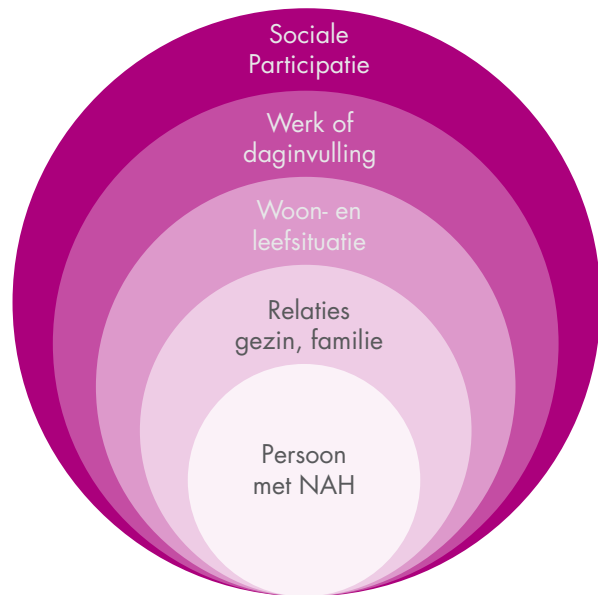 Sociale
Participatie
Werk of
daginvulling
Woon- en
leefsituatie
Relaties
gezin, familie
Persoon
met NAH